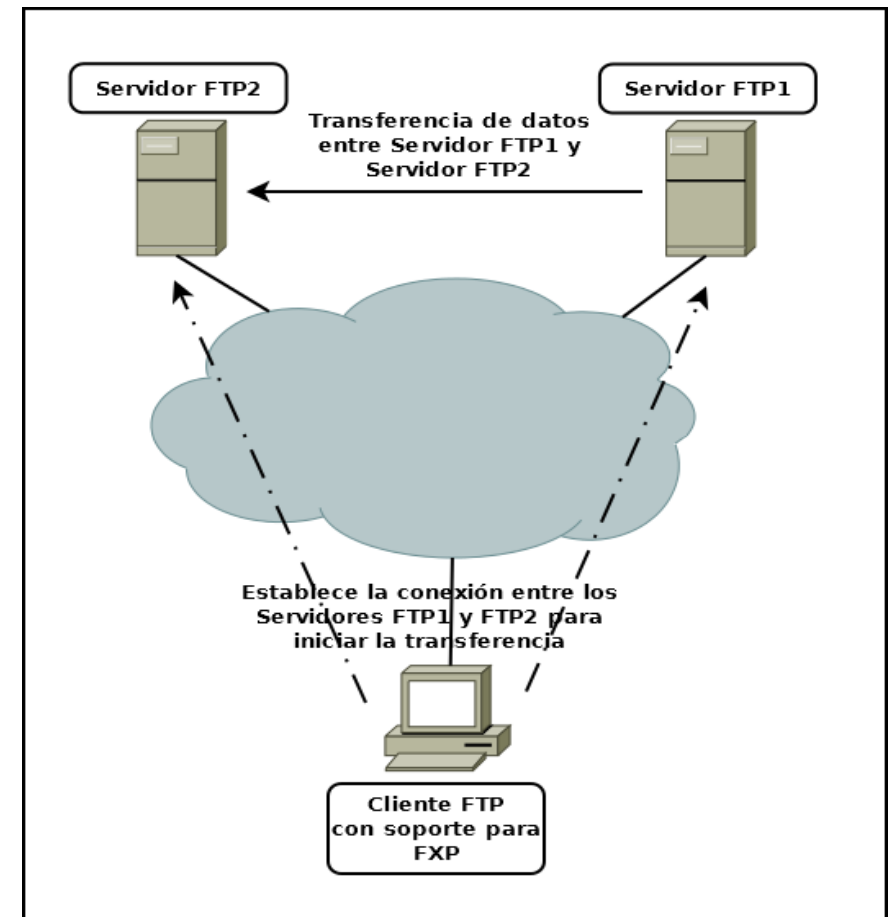 Servidor FTP2
Servidor FTP1
Transferencia de datos
entre Servidor FTP1 y
Servidor FTP2
Establece la conexión entre los
Servidores FTP1 y FTP2 para
iniciar la transferencia
Cliente FTP
con soporte para
FXP